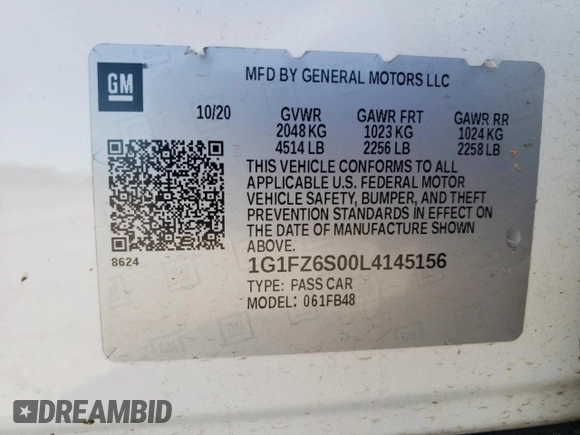 GM
MFD BY GENERAL MOTORS LLC
10/20 GVWR GAWR FRT GAWR RR
2048 KG 1023 KG 1024 KG
4514 LB 2256 LB 2258 LB
THIS VEHICLE CONFORMS TO ALL
APPLICABLE U.S. FEDERAL MOTOR
VEHICLE SAFETY, BUMPER, AND THEFT
PREVENTION STANDARDS IN EFFECT ON
THE DATE OF MANUFACTURE SHOWN
ABOVE.
8624
1G1FZ6S00L4145156
TYPE: PASS CAR
MODEL: 061FB48
DREAMBID